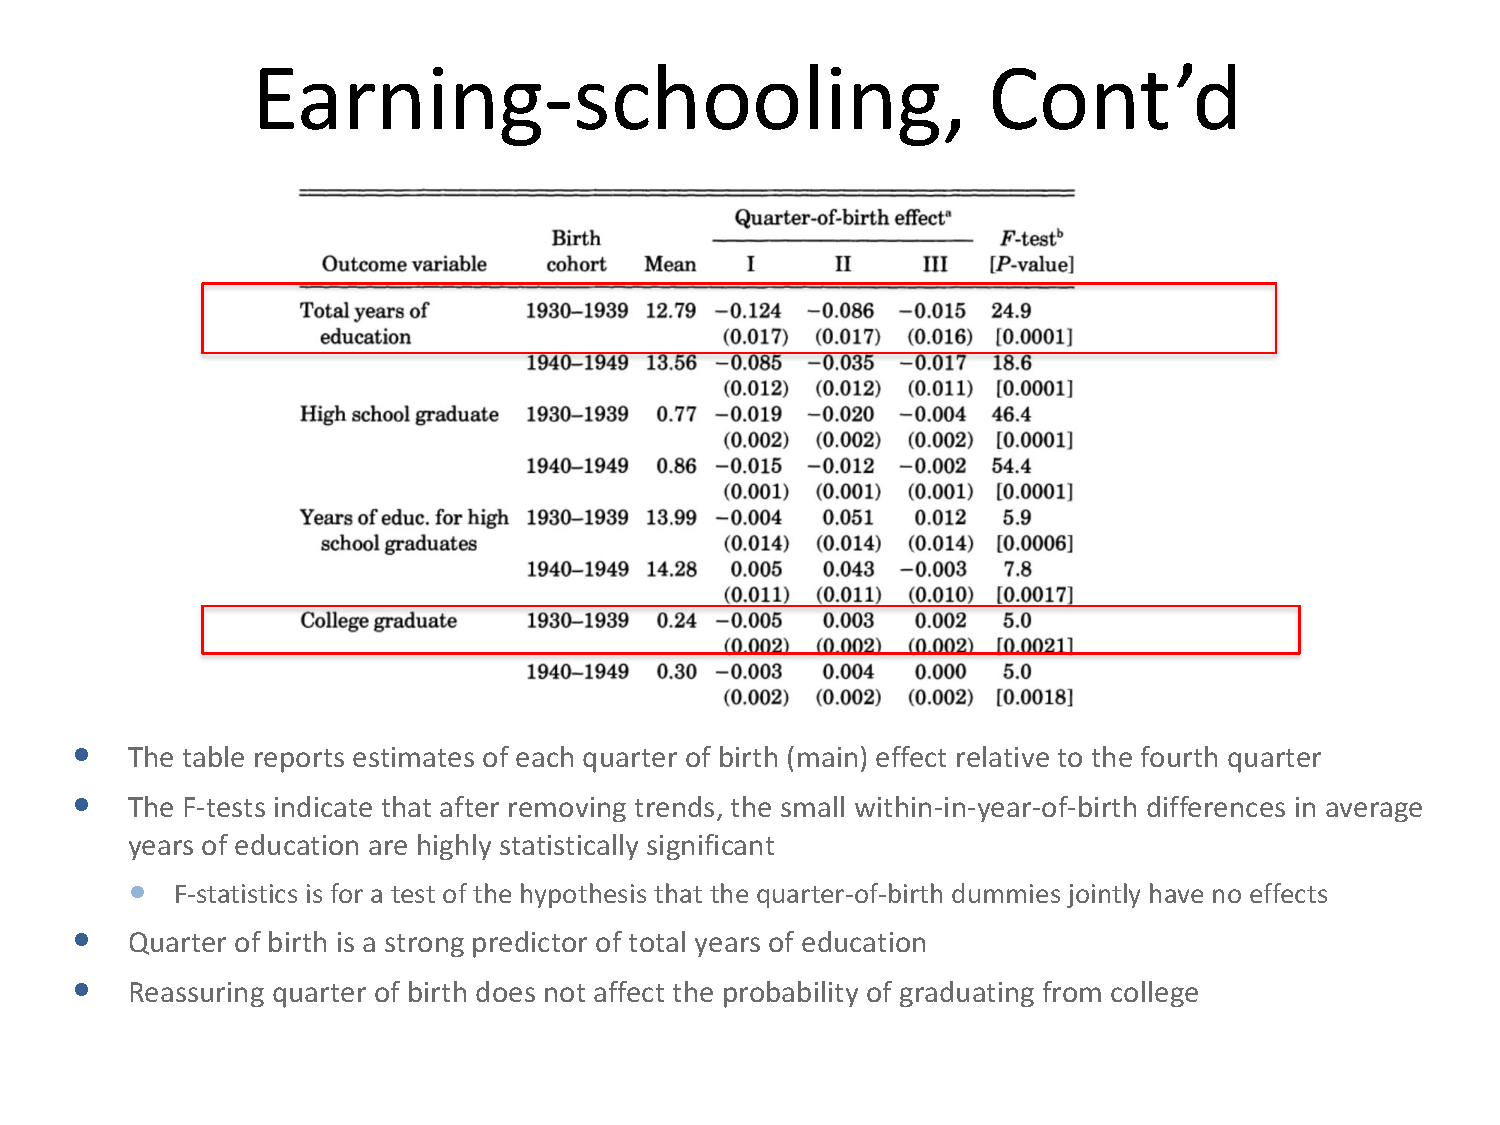 Earning-schooling, Cont’d
Quarter-of-birth effectᵃ
Birth F-testᵇ
Outcome variable cohort Mean I II III [P-value]
Total years of 1930–1939 12.79 −0.124 −0.086 −0.015 24.9
education (0.017) (0.017) (0.016) [0.0001]
1940–1949 13.56 −0.085 −0.035 −0.017 18.6
(0.012) (0.012) (0.011) [0.0001]
High school graduate 1930–1939 0.77 −0.019 −0.020 −0.004 46.4
(0.002) (0.002) (0.002) [0.0001]
1940–1949 0.86 −0.015 −0.012 −0.002 54.4
(0.001) (0.001) (0.001) [0.0001]
Years of educ. for high 1930–1939 13.99 −0.004 0.051 0.012 5.9
school graduates (0.014) (0.014) (0.014) [0.0006]
1940–1949 14.28 0.005 0.043 −0.003 7.8
(0.011) (0.011) (0.010) [0.0017]
College graduate 1930–1939 0.24 −0.005 0.003 0.002 5.0
(0.002) (0.002) (0.002) [0.0021]
1940–1949 0.30 −0.003 0.004 0.000 5.0
(0.002) (0.002) (0.002) [0.0018]
• The table reports estimates of each quarter of birth (main) effect relative to the fourth quarter
• The F-tests indicate that after removing trends, the small within-in-year-of-birth differences in average
years of education are highly statistically significant
• F-statistics is for a test of the hypothesis that the quarter-of-birth dummies jointly have no effects
• Quarter of birth is a strong predictor of total years of education
• Reassuring quarter of birth does not affect the probability of graduating from college